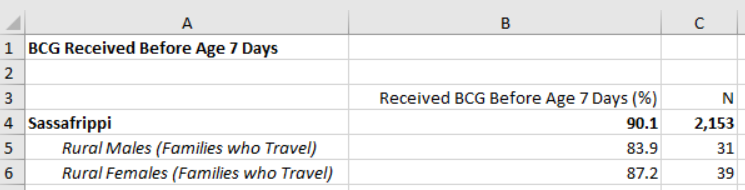 A B C
1 BCG Received Before Age 7 Days
2
3 Received BCG Before Age 7 Days (%) N
4 Sassafrippi 90.1 2,153
5 Rural Males (Families who Travel) 83.9 31
6 Rural Females (Families who Travel) 87.2 39